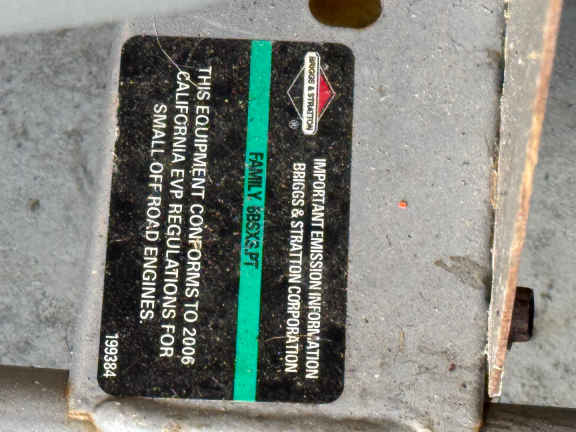 BRIGGS & STRATTON
®
IMPORTANT EMISSION INFORMATION
BRIGGS & STRATTON CORPORATION
FAMILY 6BSXS.PT
THIS EQUIPMENT CONFORMS TO 2006
CALIFORNIA EVP REGULATIONS FOR
SMALL OFF ROAD ENGINES.
199384